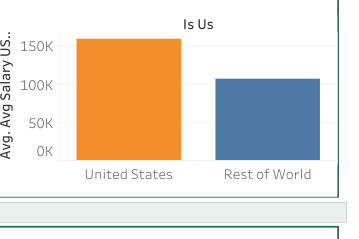 Is Us
Avg. Avg Salary US..
150K
100K
50K
0K
United States
Rest of World